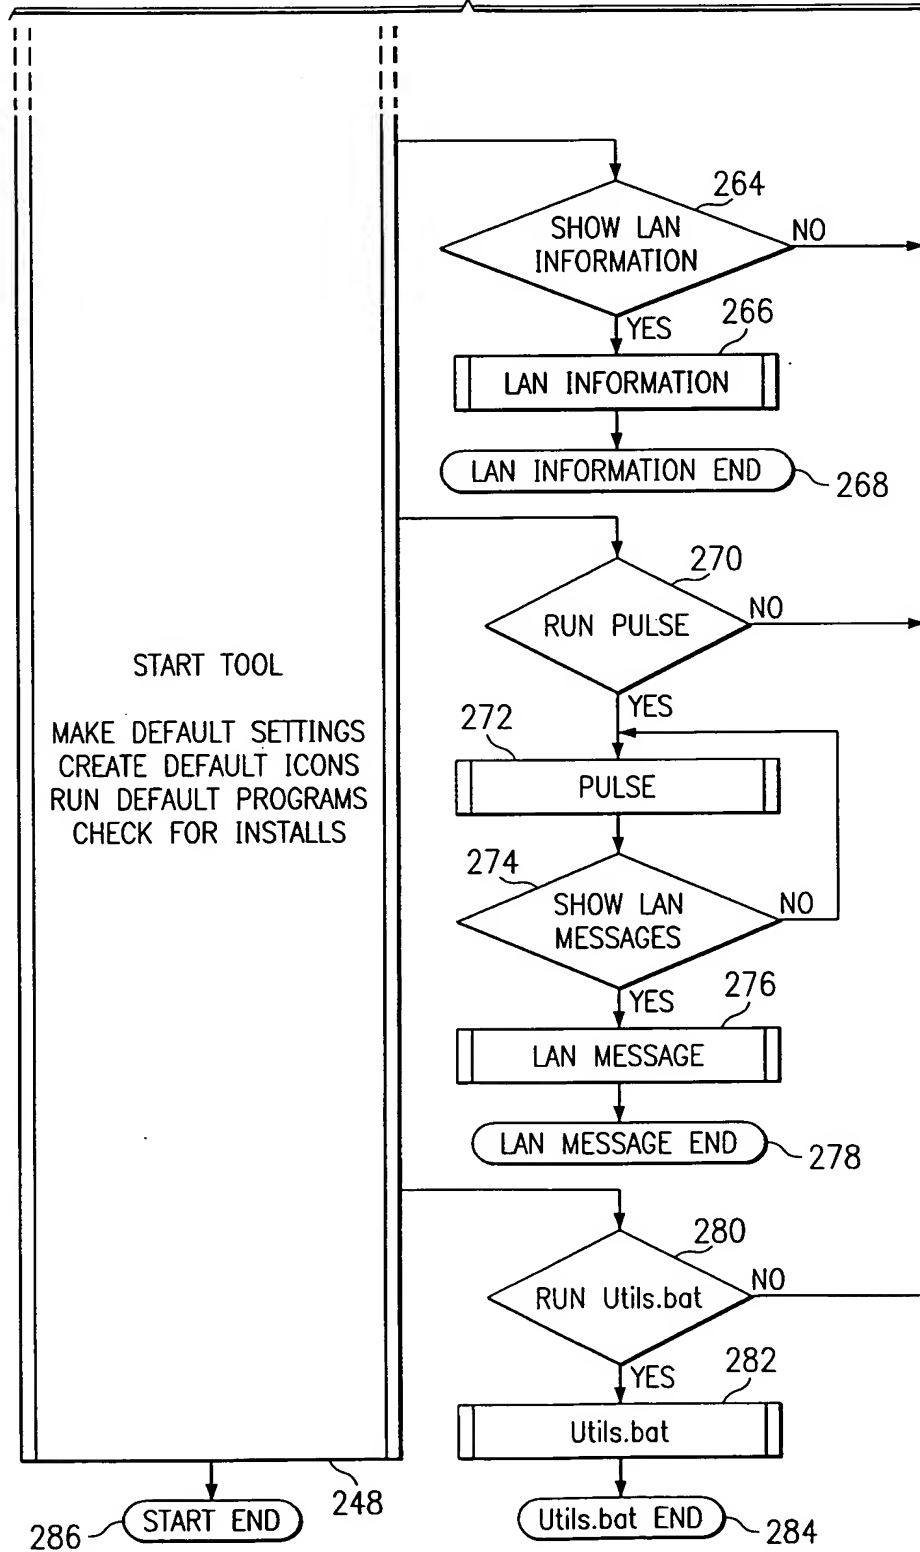 264
SHOW LAN
INFORMATION
NO
YES
266
LAN INFORMATION
LAN INFORMATION END
268
270
RUN PULSE
NO
YES
START TOOL
MAKE DEFAULT SETTINGS
CREATE DEFAULT ICONS
RUN DEFAULT PROGRAMS
CHECK FOR INSTALLS
272
PULSE
274
SHOW LAN
MESSAGES
NO
YES
276
LAN MESSAGE
LAN MESSAGE END
278
280
RUN Utils.bat
NO
YES
282
Utils.bat
248
286
START END
Utils.bat END
284